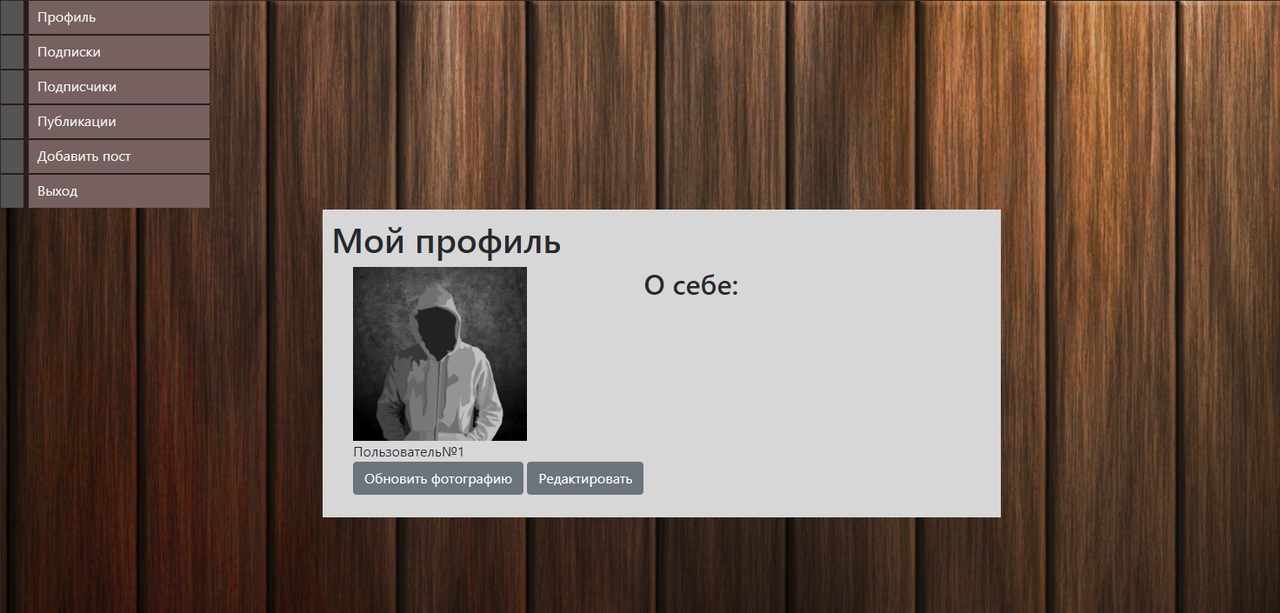 Профиль
Подписки
Подписчики
Публикации
Добавить пост
Выход
Мой профиль
О себе:
Пользователь№1
Обновить фотографию Редактировать